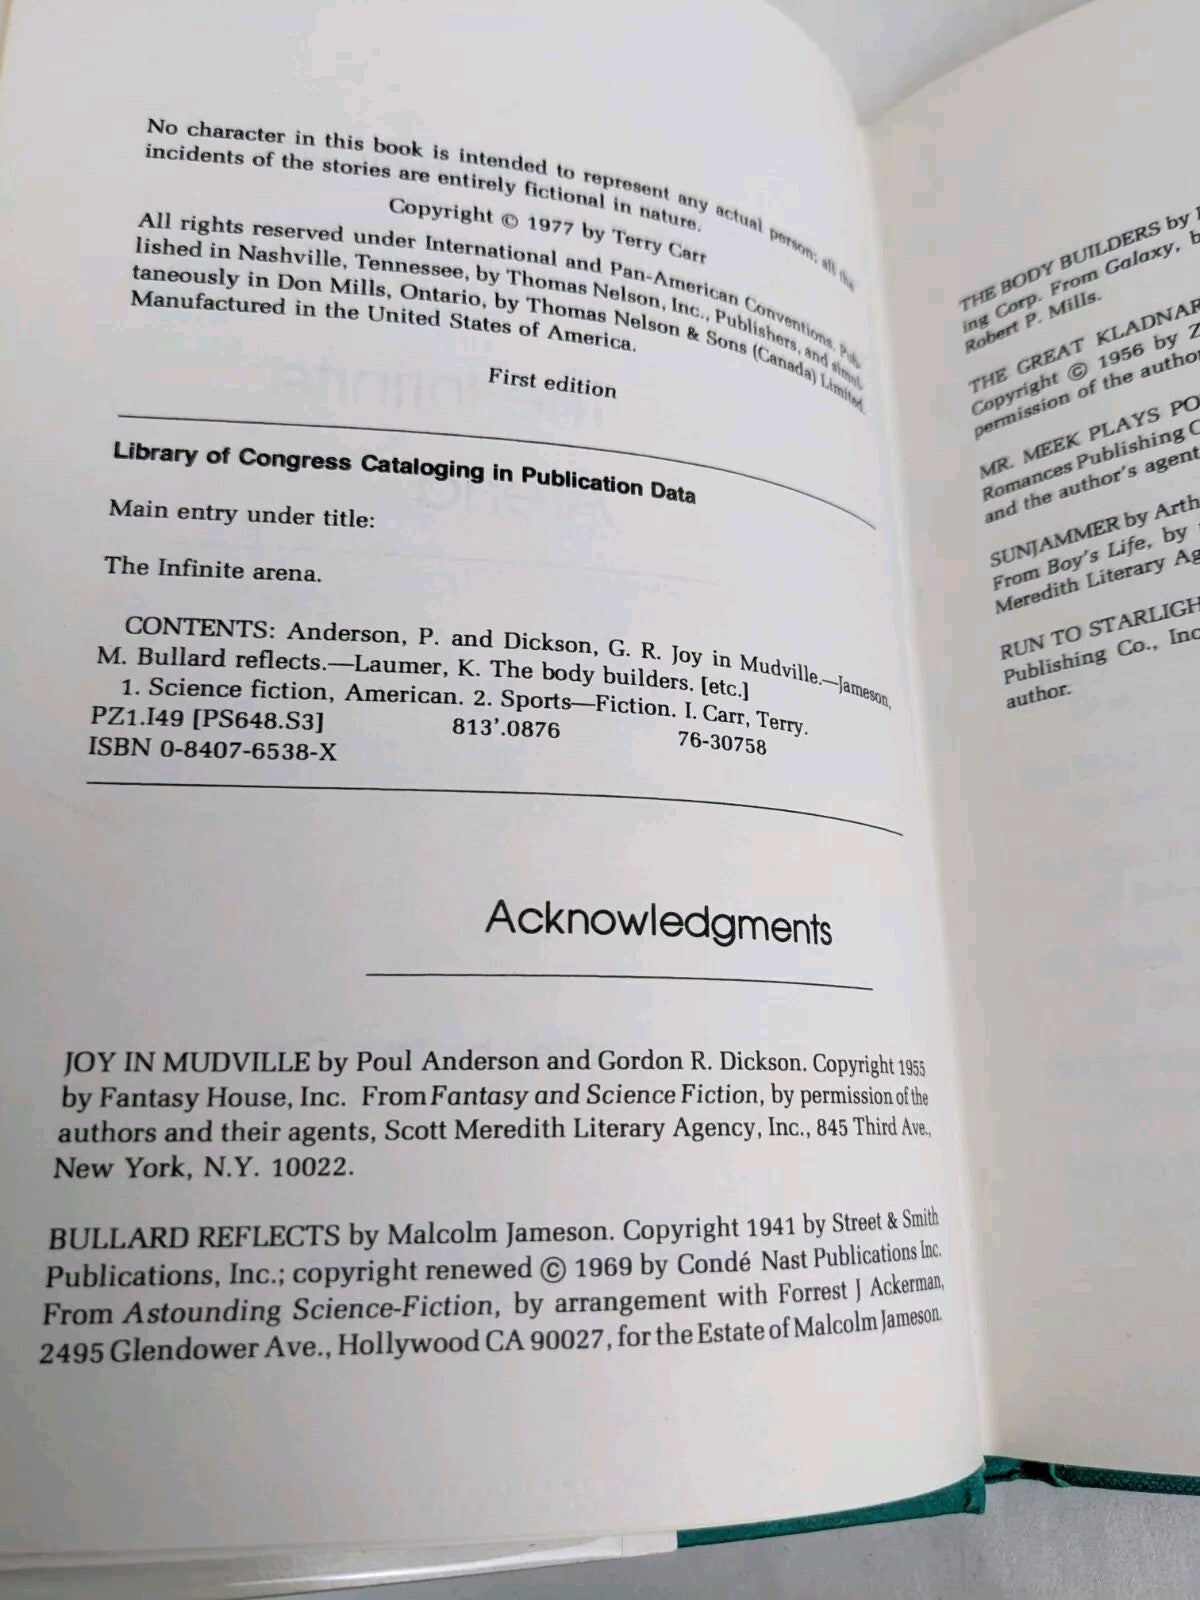 No character in this book is intended to represent any actual person; all the
incidents of the stories are entirely fictional in nature.
Copyright © 1977 by Terry Carr
All rights reserved under International and Pan-American Conventions. Pub-
lished in Nashville, Tennessee, by Thomas Nelson, Inc., Publishers, and simul-
taneously in Don Mills, Ontario, by Thomas Nelson & Sons (Canada) Limited.
Manufactured in the United States of America.
First edition
Library of Congress Cataloging in Publication Data
Main entry under title:
The Infinite arena.
CONTENTS: Anderson, P. and Dickson, G. R. Joy in Mudville.—Jameson,
M. Bullard reflects.—Laumer, K. The body builders. [etc.]
1. Science fiction, American. 2. Sports—Fiction. I. Carr, Terry.
PZ1.I49 [PS648.S3] 813'.0876 76-30758
ISBN 0-8407-6538-X
Acknowledgments
JOY IN MUDVILLE by Poul Anderson and Gordon R. Dickson. Copyright 1955
by Fantasy House, Inc. From Fantasy and Science Fiction, by permission of the
authors and their agents, Scott Meredith Literary Agency, Inc., 845 Third Ave.,
New York, N.Y. 10022.
BULLARD REFLECTS by Malcolm Jameson. Copyright 1941 by Street & Smith
Publications, Inc.; copyright renewed © 1969 by Condé Nast Publications Inc.
From Astounding Science-Fiction, by arrangement with Forrest J Ackerman,
2495 Glendower Ave., Hollywood CA 90027, for the Estate of Malcolm Jameson.
THE BODY BUILDERS by
ing Corp. From Galaxy, b
Robert P. Mills.
THE GREAT KLADNAR
Copyright © 1956 by Z
permission of the autho
MR. MEEK PLAYS PO
Romances Publishing C
and the author's agent
SUNJAMMER by Arth
From Boy's Life, by
Meredith Literary Ag
RUN TO STARLIGH
Publishing Co., Inc
author.